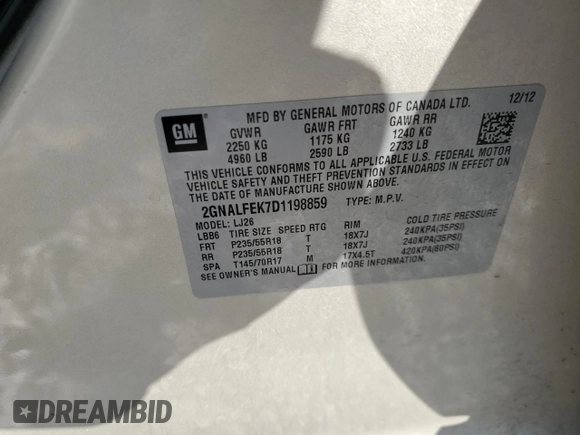 GM
MFD BY GENERAL MOTORS OF CANADA LTD. 12/12
GVWR GAWR FRT GAWR RR
2250 KG 1175 KG 1240 KG
4960 LB 2590 LB 2733 LB
THIS VEHICLE CONFORMS TO ALL APPLICABLE U.S. FEDERAL MOTOR
VEHICLE SAFETY AND THEFT PREVENTION STANDARDS IN EFFECT ON
THE DATE OF MANUFACTURE SHOWN ABOVE.
2GNALFEK7D1198859 TYPE: M.P.V.
MODEL: LJ26
LBB6 TIRE SIZE SPEED RTG RIM COLD TIRE PRESSURE
FRT P235/55R18 T 18X7J 240KPA(35PSI)
RR P235/55R18 T 18X7J 240KPA(35PSI)
SPA T145/70R17 M 17X4.5T 420KPA(60PSI)
SEE OWNER'S MANUAL FOR MORE INFORMATION.
DREAMBID